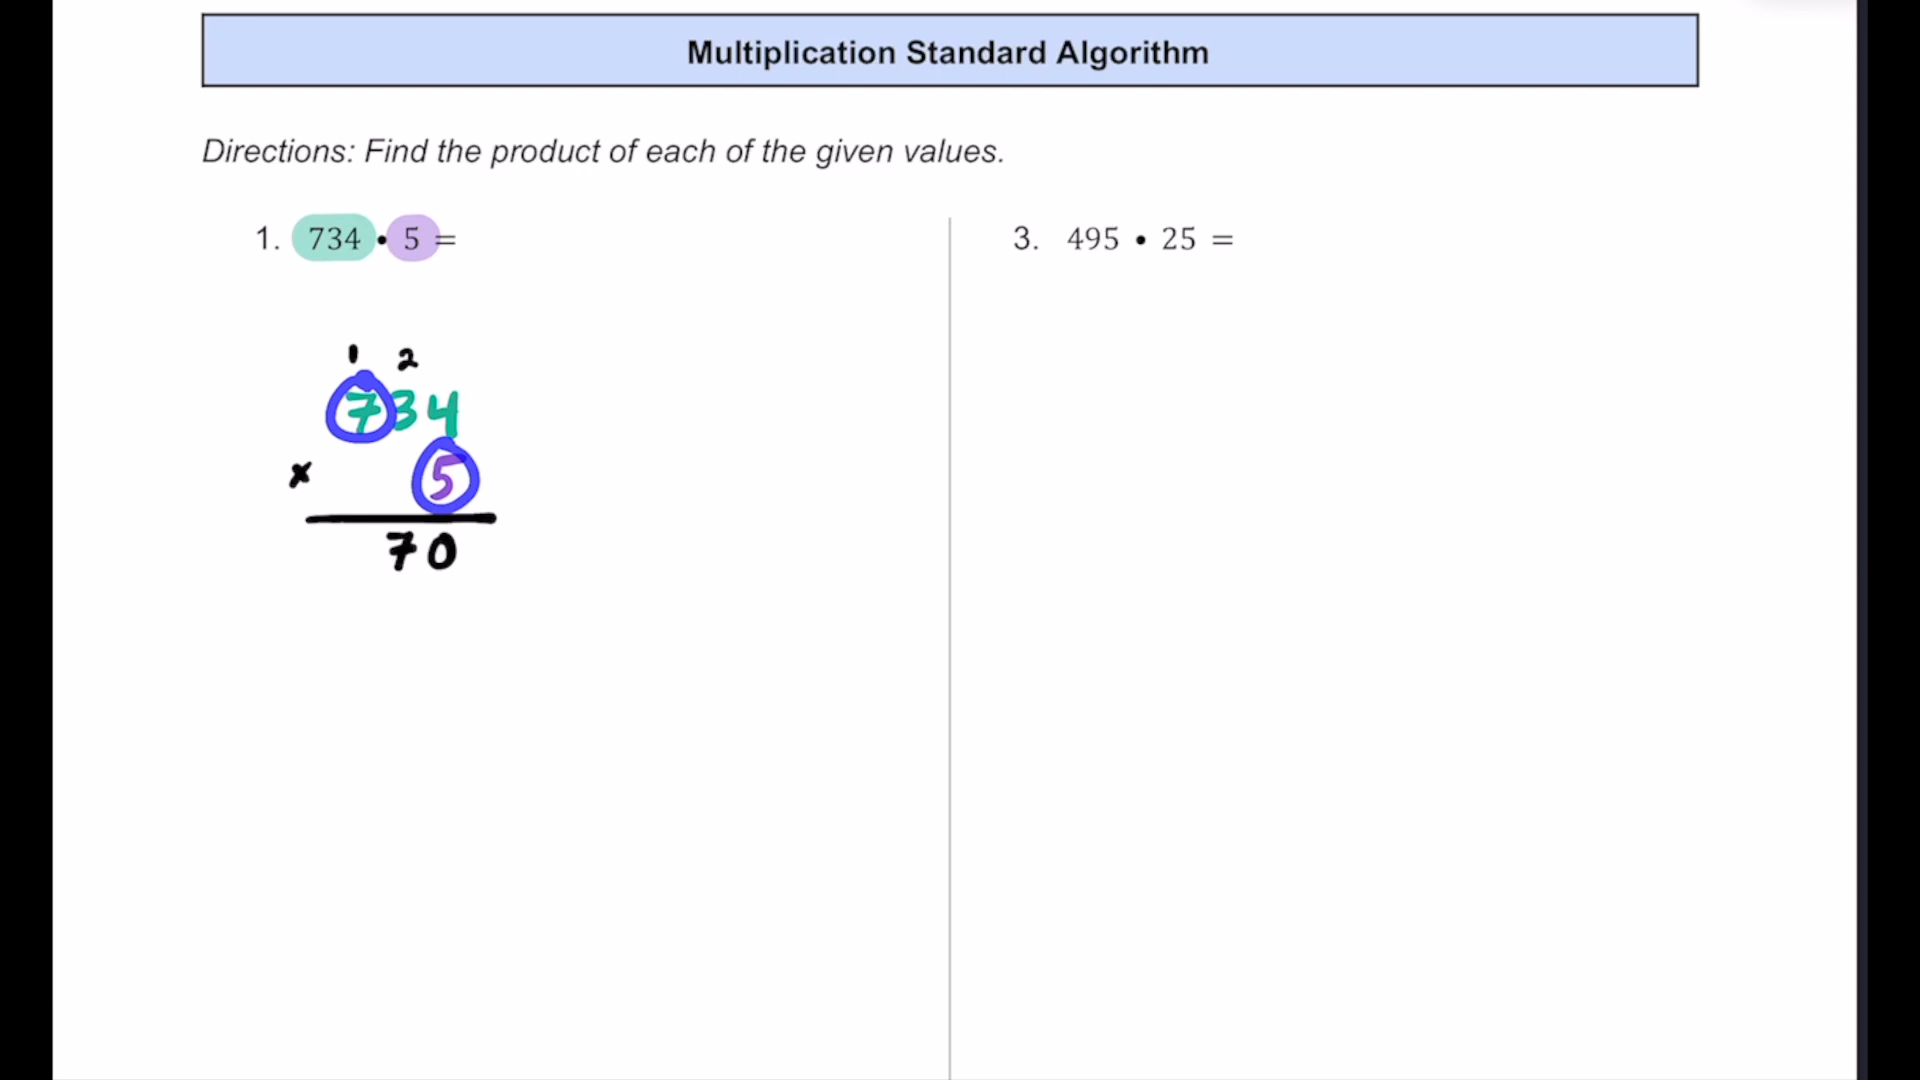 Multiplication Standard Algorithm
Directions: Find the product of each of the given values.
1. 734 • 5 =
3. 495 • 25 =
1 2
734
x 5
70